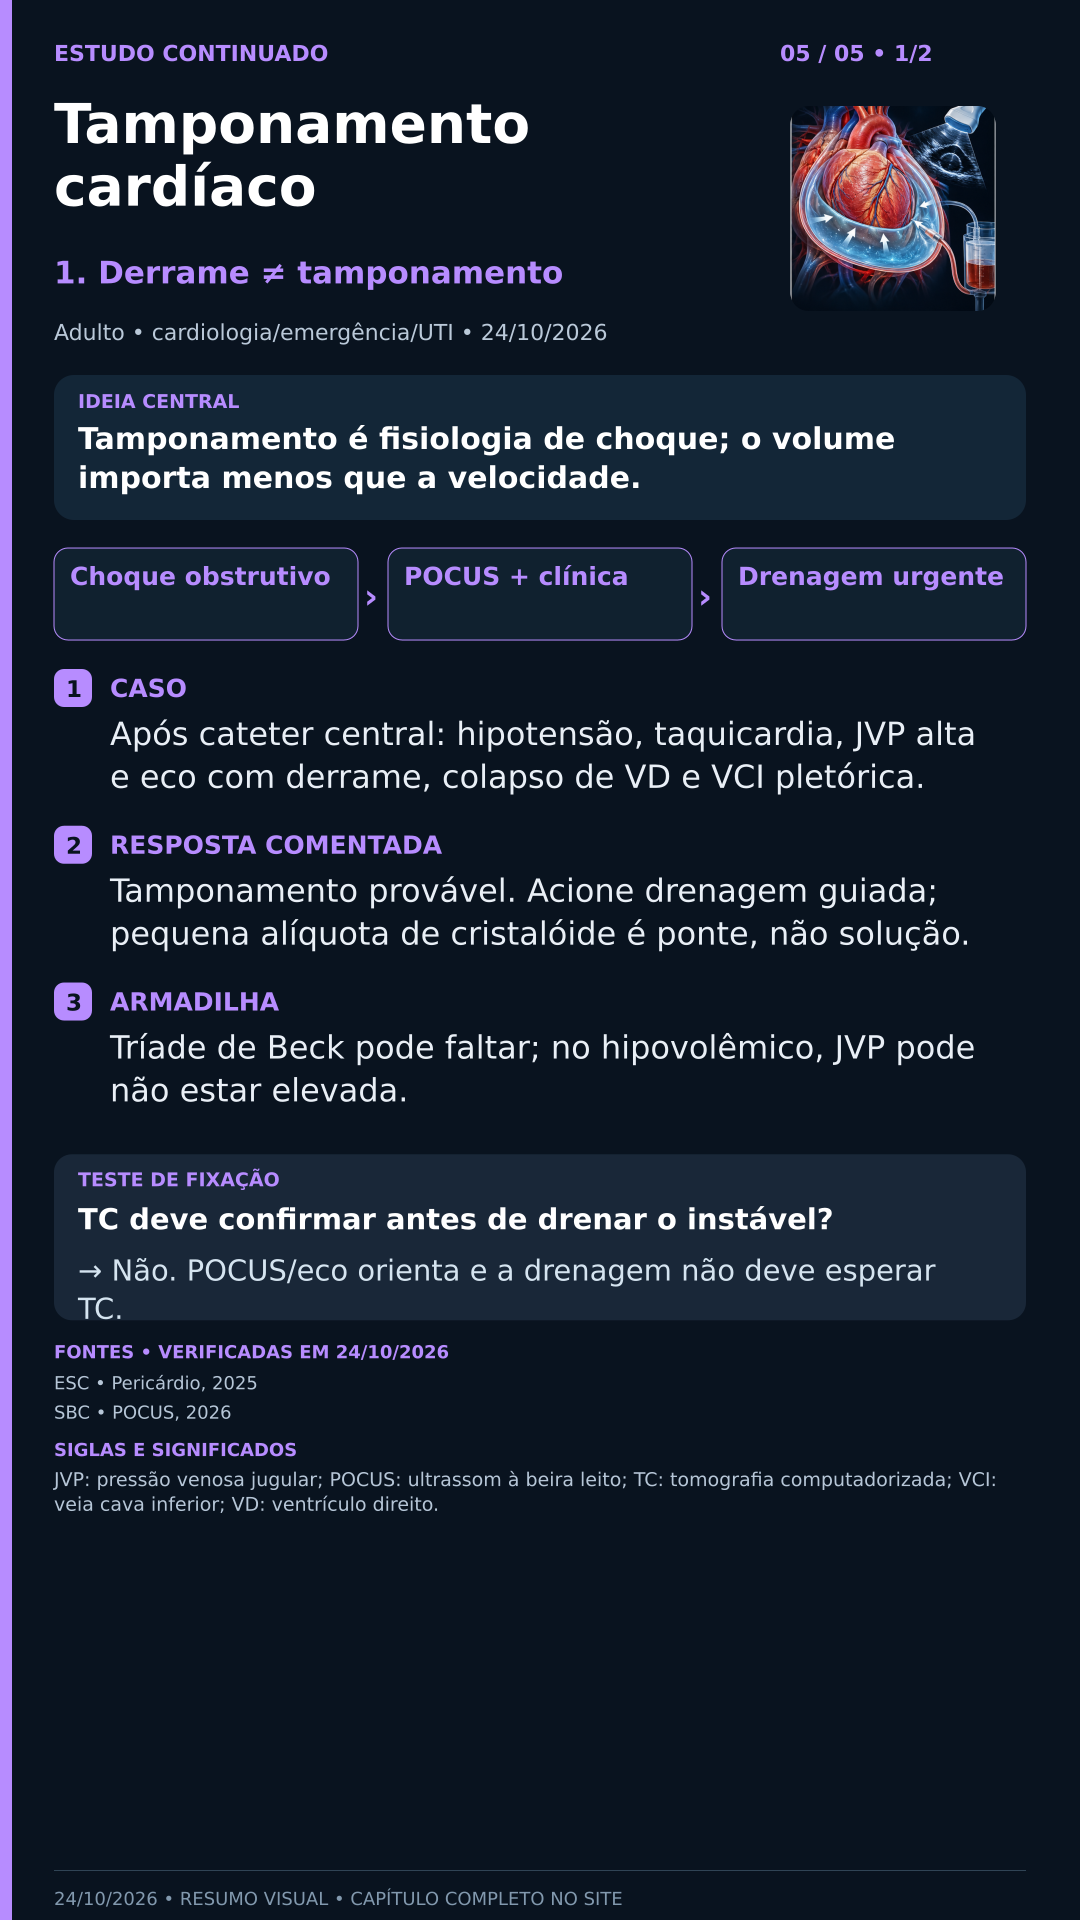 ESTUDO CONTINUADO
05 / 05 • 1/2
Tamponamento
cardíaco
1. Derrame ≠ tamponamento
Adulto • cardiologia/emergência/UTI • 24/10/2026
IDEIA CENTRAL
Tamponamento é fisiologia de choque; o volume
importa menos que a velocidade.
Choque obstrutivo › POCUS + clínica › Drenagem urgente
1 CASO
Após cateter central: hipotensão, taquicardia, JVP alta
e eco com derrame, colapso de VD e VCI pletórica.
2 RESPOSTA COMENTADA
Tamponamento provável. Acione drenagem guiada;
pequena alíquota de cristalóide é ponte, não solução.
3 ARMADILHA
Tríade de Beck pode faltar; no hipovolêmico, JVP pode
não estar elevada.
TESTE DE FIXAÇÃO
TC deve confirmar antes de drenar o instável?
→ Não. POCUS/eco orienta e a drenagem não deve esperar
TC.
FONTES • VERIFICADAS EM 24/10/2026
ESC • Pericárdio, 2025
SBC • POCUS, 2026
SIGLAS E SIGNIFICADOS
JVP: pressão venosa jugular; POCUS: ultrassom à beira leito; TC: tomografia computadorizada; VCI:
veia cava inferior; VD: ventrículo direito.
24/10/2026 • RESUMO VISUAL • CAPÍTULO COMPLETO NO SITE